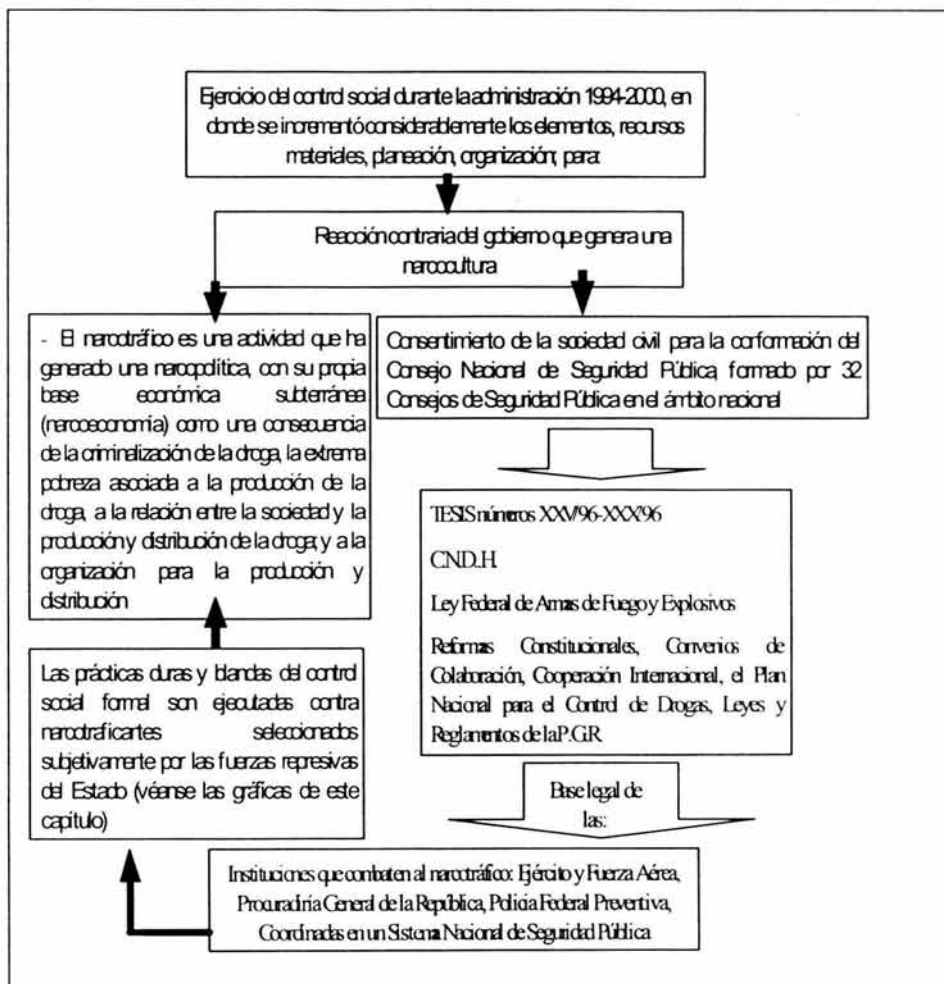 Ejercicio del control social durante la administración 1994-2000, en
donde se incrementó considerablemente los elementos, recursos
materiales, planeación, organización; para:
Reacción contraria del gobierno que genera una
narcocultura
- El narcotráfico es una actividad que ha
generado una narcopolítica, con su propia
base económica subterránea
(narcoeconomía) como una consecuencia
de la criminalización de la droga, la extrema
pobreza asociada a la producción de la
droga, a la relación entre la sociedad y la
producción y distribución de la droga; y a la
organización para la producción y
distribución
Consentimiento de la sociedad civil para la conformación del
Consejo Nacional de Seguridad Pública, formado por 32
Consejos de Seguridad Pública en el ámbito nacional
TESIS números XXV/96-XXX/96
C.N.D.H.
Ley Federal de Armas de Fuego y Explosivos
Reformas Constitucionales, Convenios de
Colaboración, Cooperación Internacional, el Plan
Nacional para el Control de Drogas, Leyes y
Reglamentos de la P.G.R
Las prácticas duras y blandas del control
social formal son ejecutadas contra
narcotraficantes seleccionados
subjetivamente por las fuerzas represivas
del Estado (véanse las gráficas de este
capítulo)
Base legal de
las:
Instituciones que combaten al narcotráfico: Ejército y Fuerza Aérea,
Procuradiría General de la República, Policia Federal Preventiva,
Coordinadas en un Sistema Nacional de Seguridad Pública